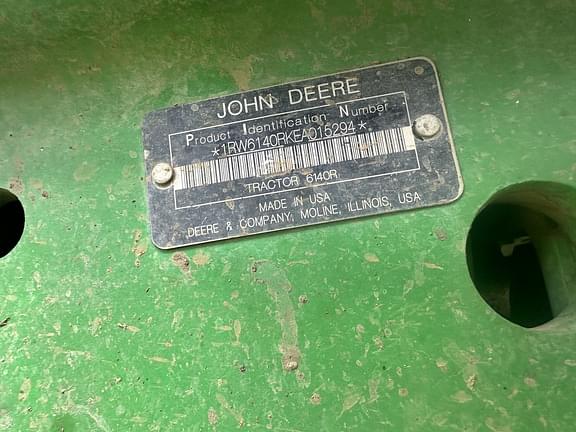 JOHN DEERE
Product Identification Number
*1RW6140RKEA015294*
TRACTOR 6140R
MADE IN USA
DEERE & COMPANY, MOLINE, ILLINOIS, USA